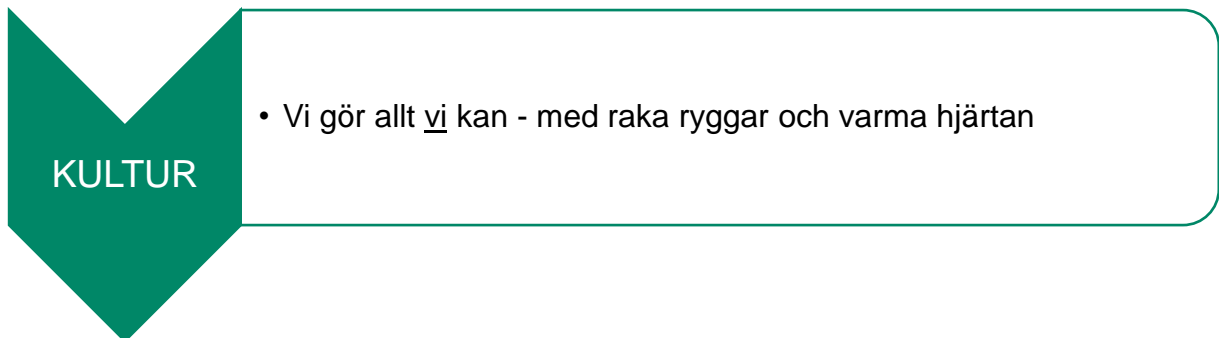 KULTUR
• Vi gör allt vi kan - med raka ryggar och varma hjärtan